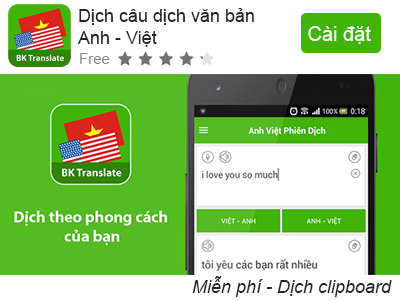 Dịch câu dịch văn bản
Anh - Việt
BK Translate
Free
Cài đặt
BK Translate
Dịch theo phong cách
của bạn
0:18
Anh Việt Phiên Dịch
i love you so much
VIỆT - ANH
ANH - VIỆT
tôi yêu các bạn rất nhiều
Miễn phí - Dịch clipboard